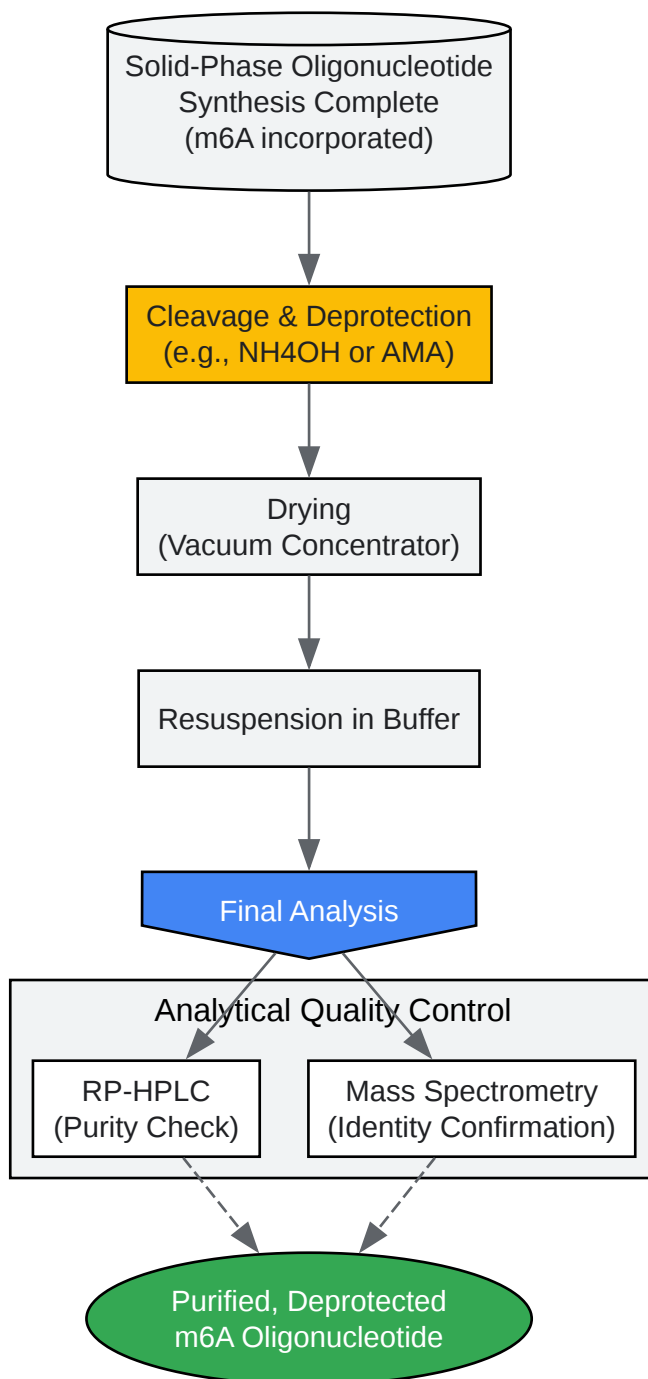 Solid-Phase Oligonucleotide
Synthesis Complete
(m6A incorporated)
Cleavage & Deprotection
(e.g., NH4OH or AMA)
Drying
(Vacuum Concentrator)
Resuspension in Buffer
Final Analysis
Analytical Quality Control
RP-HPLC
(Purity Check)
Mass Spectrometry
(Identity Confirmation)
Purified, Deprotected
m6A Oligonucleotide